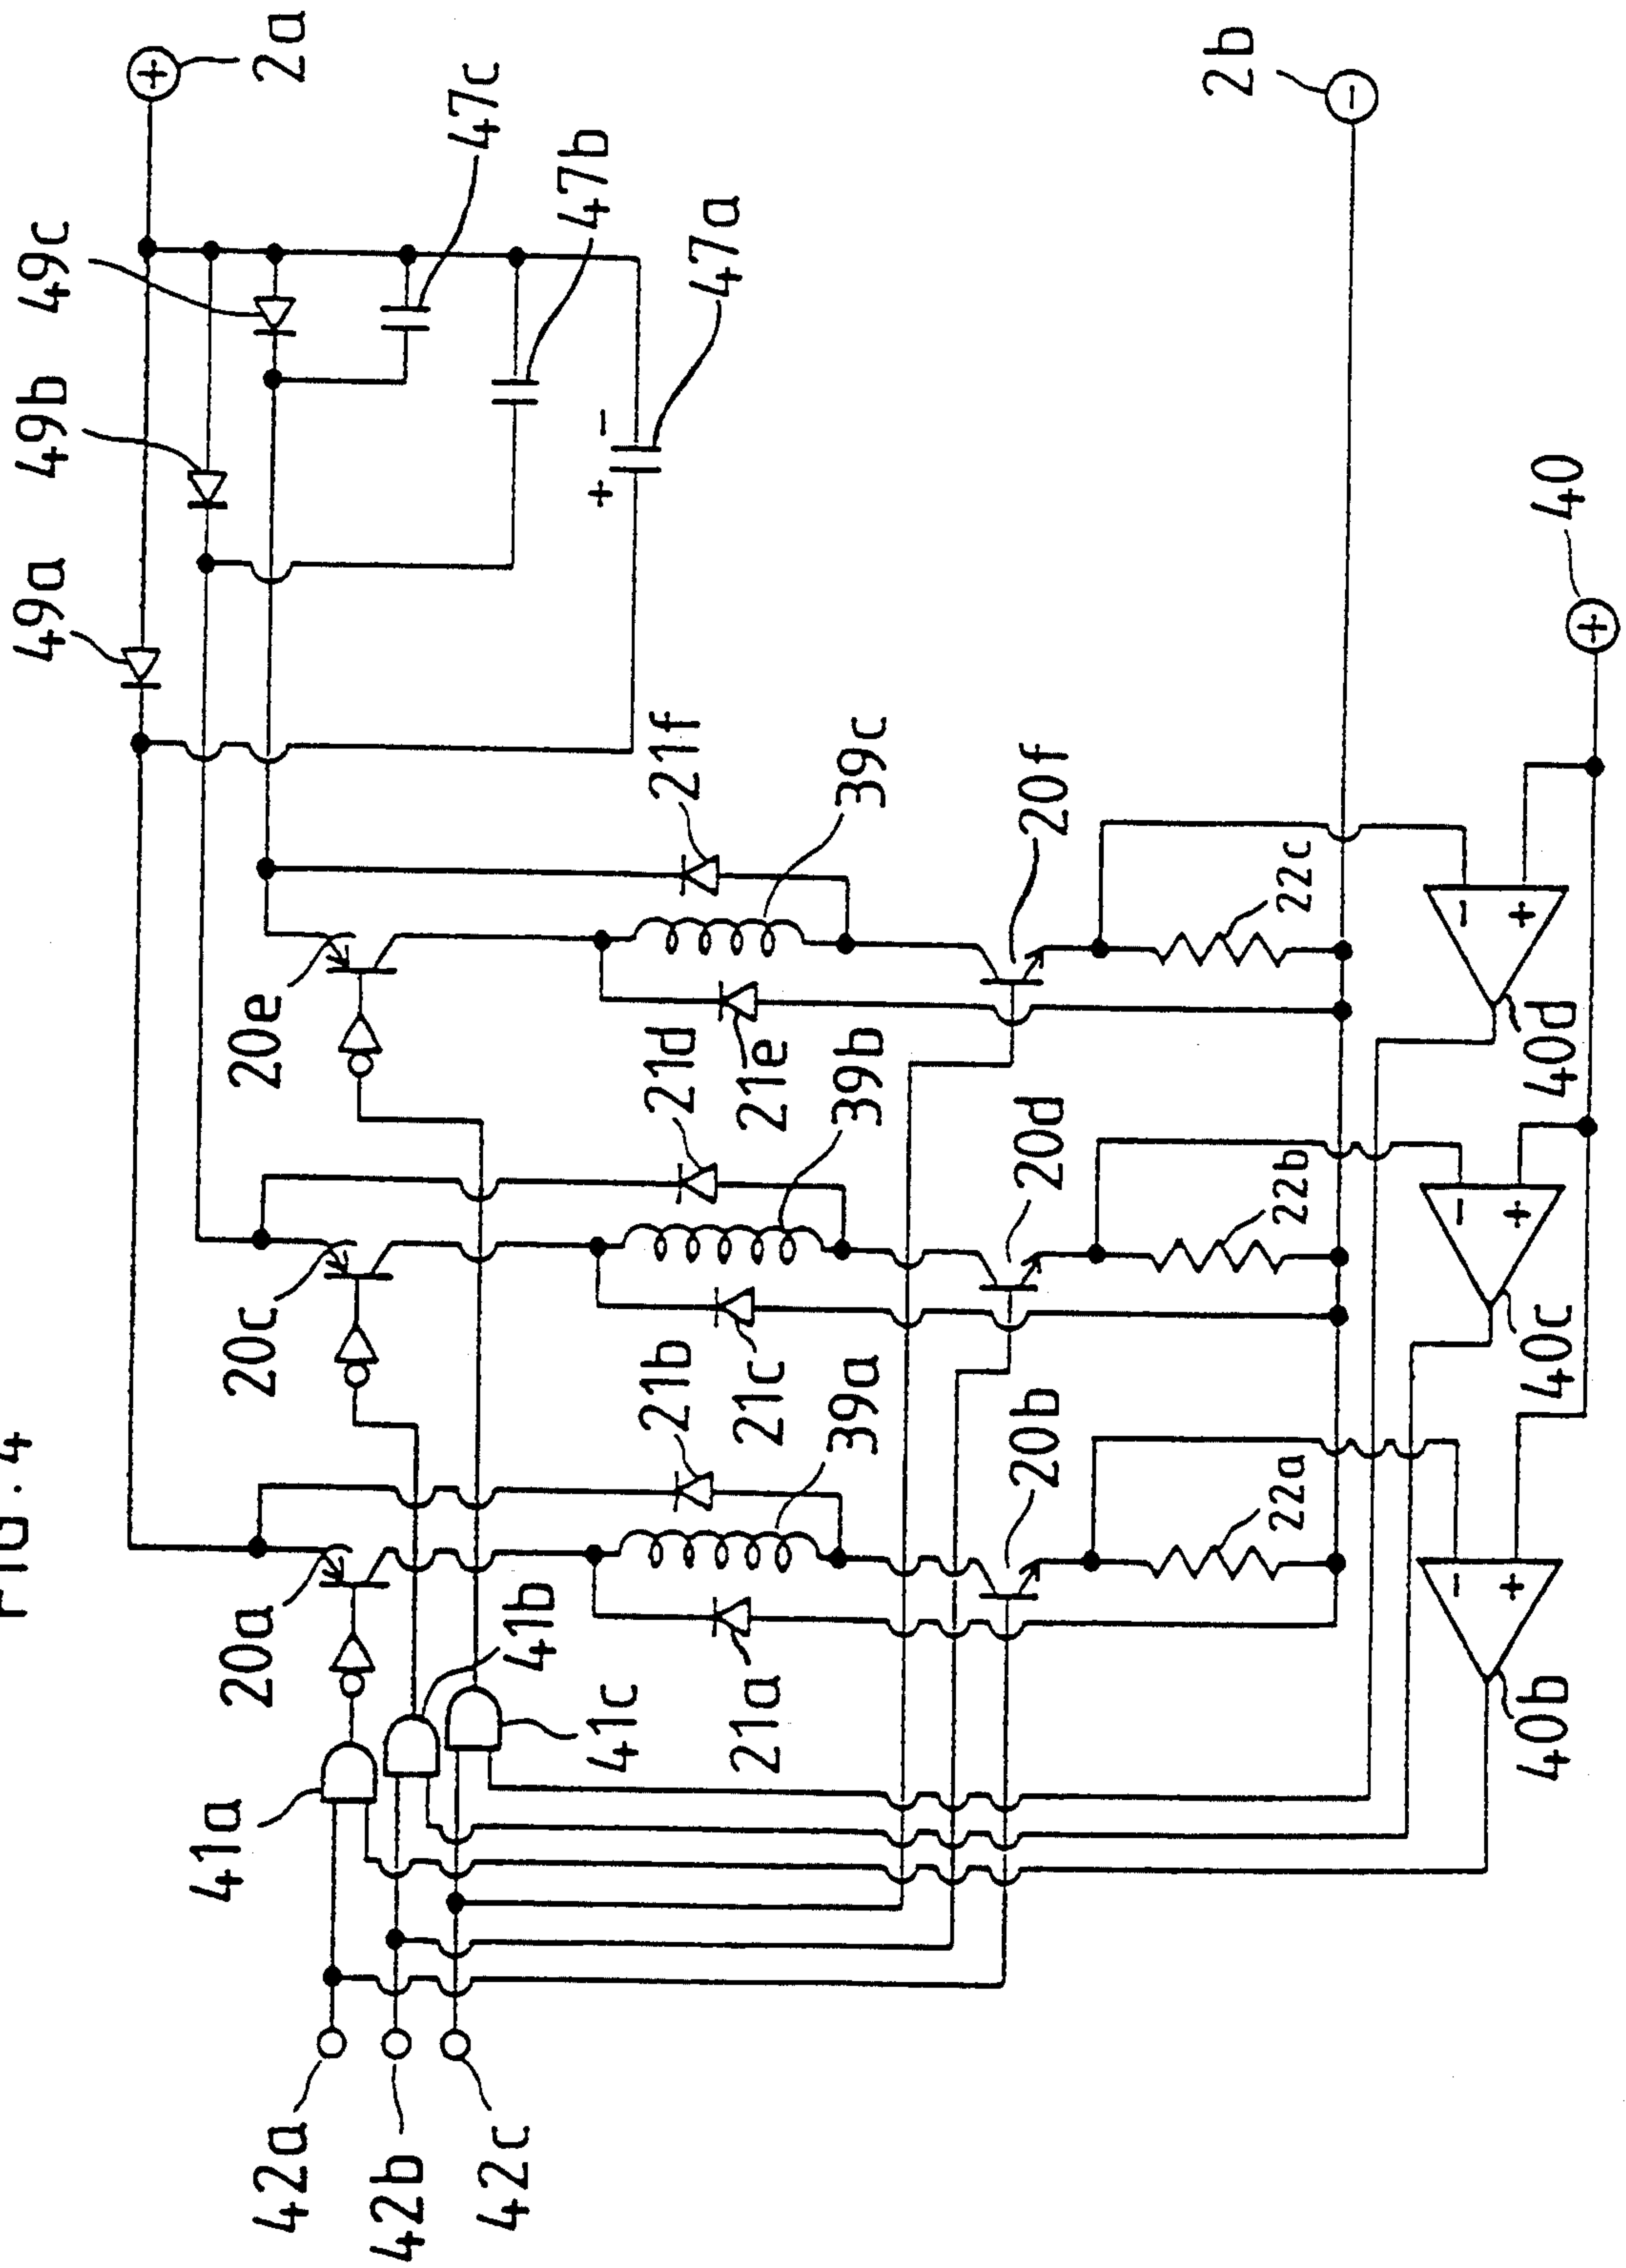 FIG. 4
2a
47c
47b
47a
49c
49b
49a
2b
+
-
+
-
40
+
21f
39c
20f
22c
20e
21e
40d
-
+
21d
39b
20d
22b
20c
21c
40c
-
+
21b
39a
20b
22a
20a
21a
40b
-
+
41a
41b
41c
42a
42b
42c